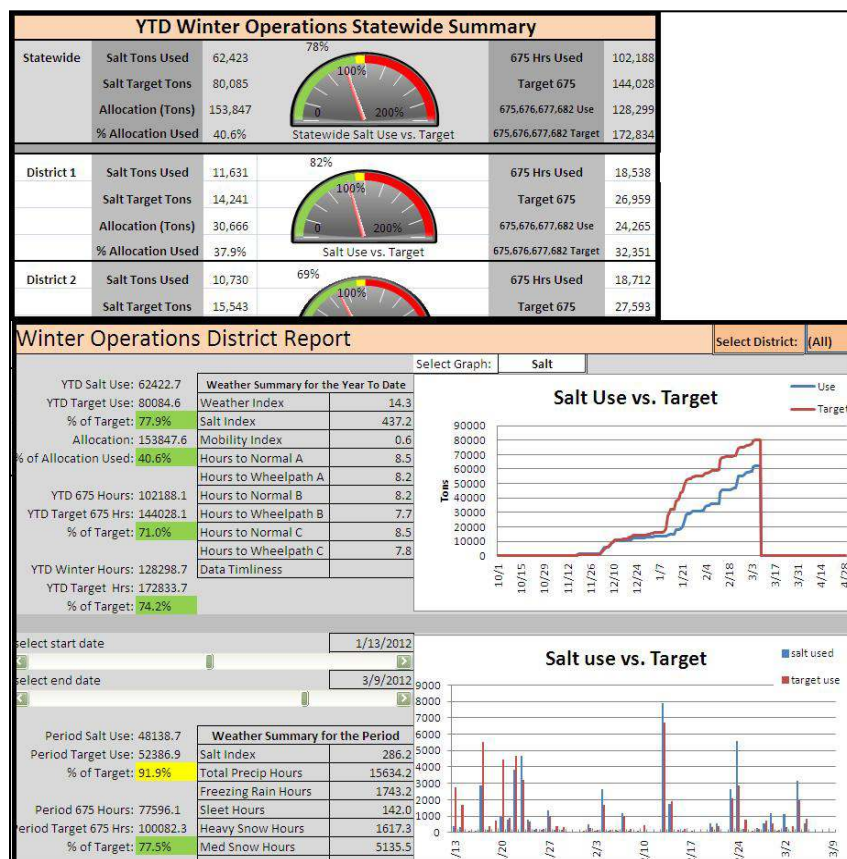 YTD Winter Operations Statewide Summary
Statewide Salt Tons Used 62,423 78% 675 Hrs Used 102,188
Salt Target Tons 80,085 100% Target 675 144,028
Allocation (Tons) 153,847 0 200% 675,676,677,682 Use 128,299
% Allocation Used 40.6% Statewide Salt Use vs. Target 675,676,677,682 Target 172,834
District 1 Salt Tons Used 11,631 82% 675 Hrs Used 18,538
Salt Target Tons 14,241 100% Target 675 26,959
Allocation (Tons) 30,666 0 200% 675,676,677,682 Use 24,265
% Allocation Used 37.9% Salt Use vs. Target 675,676,677,682 Target 32,351
District 2 Salt Tons Used 10,730 69% 675 Hrs Used 18,712
Salt Target Tons 15,543 100% Target 675 27,593
Winter Operations District Report Select District: (All)
Select Graph: Salt
YTD Salt Use: 62422.7
YTD Target Use: 80084.6
% of Target: 77.9%
Allocation: 153847.6
% of Allocation Used: 40.6%
YTD 675 Hours: 102188.1
YTD Target 675 Hrs: 144028.1
% of Target: 71.0%
YTD Winter Hours: 128298.7
YTD Target Hrs: 172833.7
% of Target: 74.2%
Weather Summary for the Year To Date
Weather Index 14.3
Salt Index 437.2
Mobility Index 0.6
Hours to Normal A 8.5
Hours to Wheelpath A 8.2
Hours to Normal B 8.2
Hours to Wheelpath B 7.7
Hours to Normal C 8.5
Hours to Wheelpath C 7.8
Data Timliness
Salt Use vs. Target
Use
Target
Tons
90000
80000
70000
60000
50000
40000
30000
20000
10000
0
10/1 10/15 10/29 11/12 11/26 12/10 12/24 1/7 1/21 2/4 2/18 3/3 3/17 3/31 4/14 4/28
select start date 1/13/2012
select end date 3/9/2012
Period Salt Use: 48138.7
Period Target Use: 52386.9
% of Target: 91.9%
Period 675 Hours: 77596.1
Period Target 675 Hrs: 100082.3
% of Target: 77.5%
Weather Summary for the Period
Salt Index 286.2
Total Precip Hours 15634.2
Freezing Rain Hours 1743.2
Sleet Hours 142.0
Heavy Snow Hours 1617.3
Med Snow Hours 5135.5
Salt use vs. Target
salt used
target use
9000
8000
7000
6000
5000
4000
3000
2000
1000
0
/13 /20 /27 2/3 /10 /17 /24 3/2 3/9